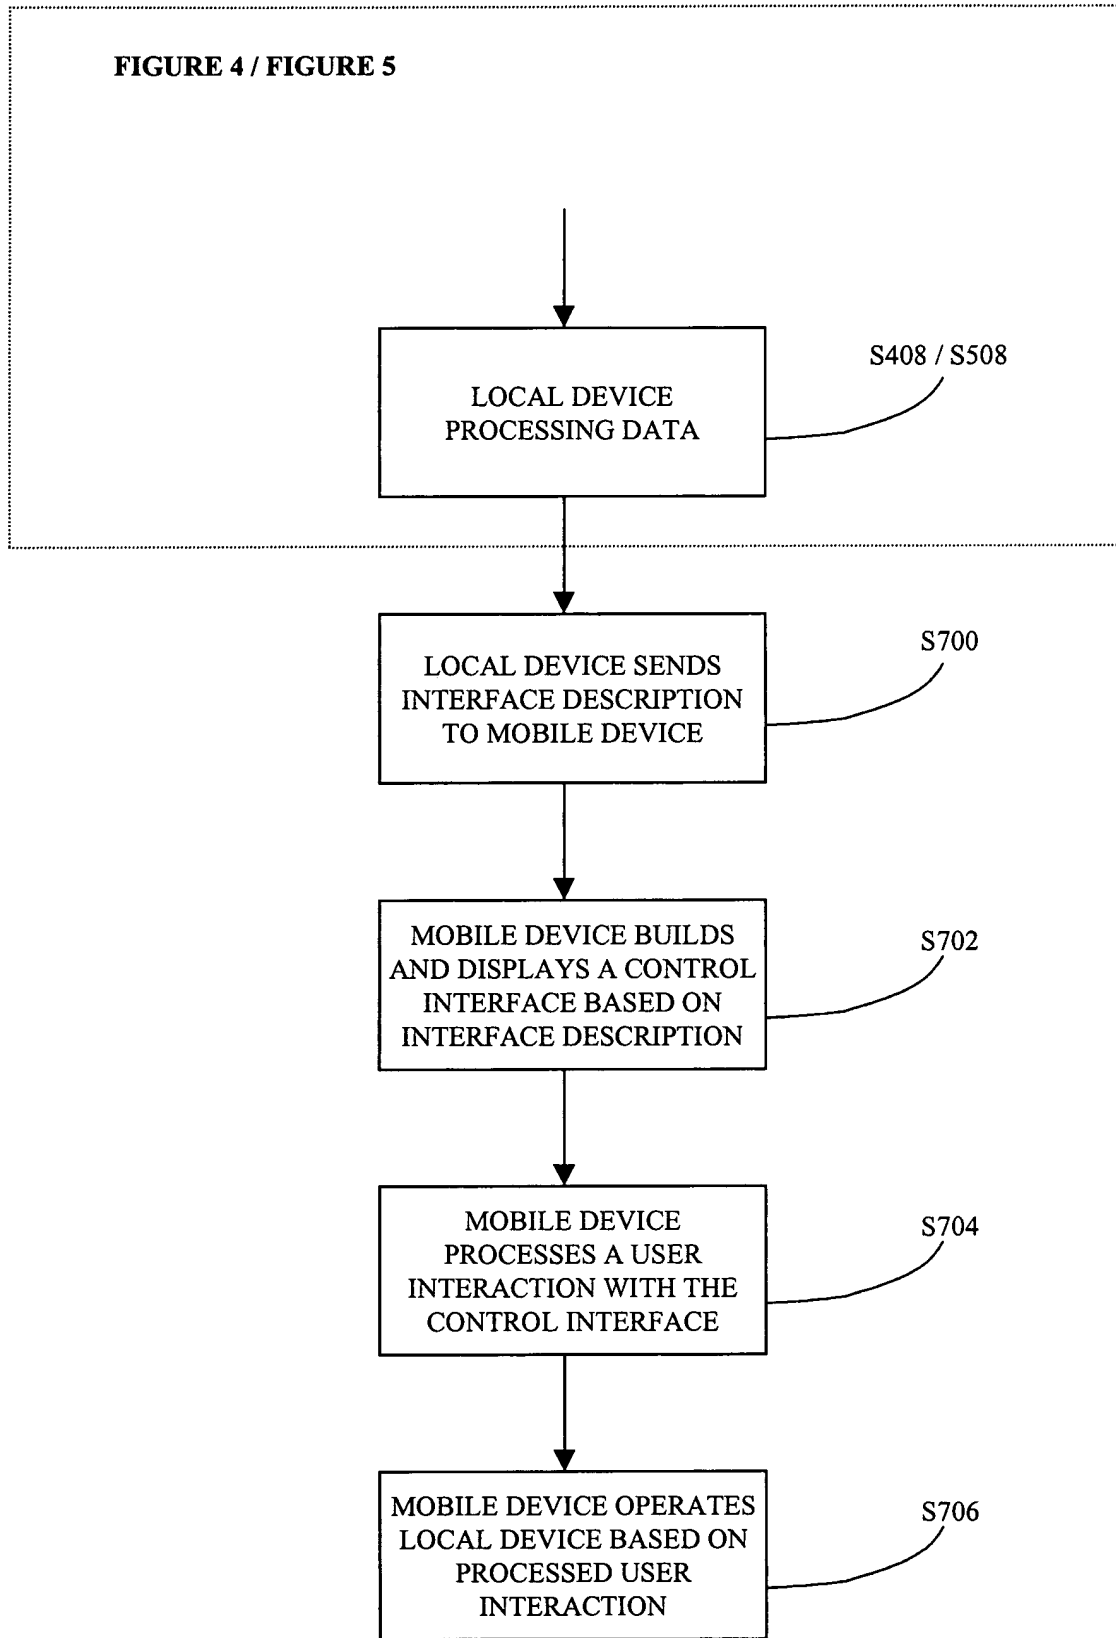 FIGURE 4 / FIGURE 5
LOCAL DEVICE
PROCESSING DATA
S408 / S508
LOCAL DEVICE SENDS
INTERFACE DESCRIPTION
TO MOBILE DEVICE
S700
MOBILE DEVICE BUILDS
AND DISPLAYS A CONTROL
INTERFACE BASED ON
INTERFACE DESCRIPTION
S702
MOBILE DEVICE
PROCESSES A USER
INTERACTION WITH THE
CONTROL INTERFACE
S704
MOBILE DEVICE OPERATES
LOCAL DEVICE BASED ON
PROCESSED USER
INTERACTION
S706